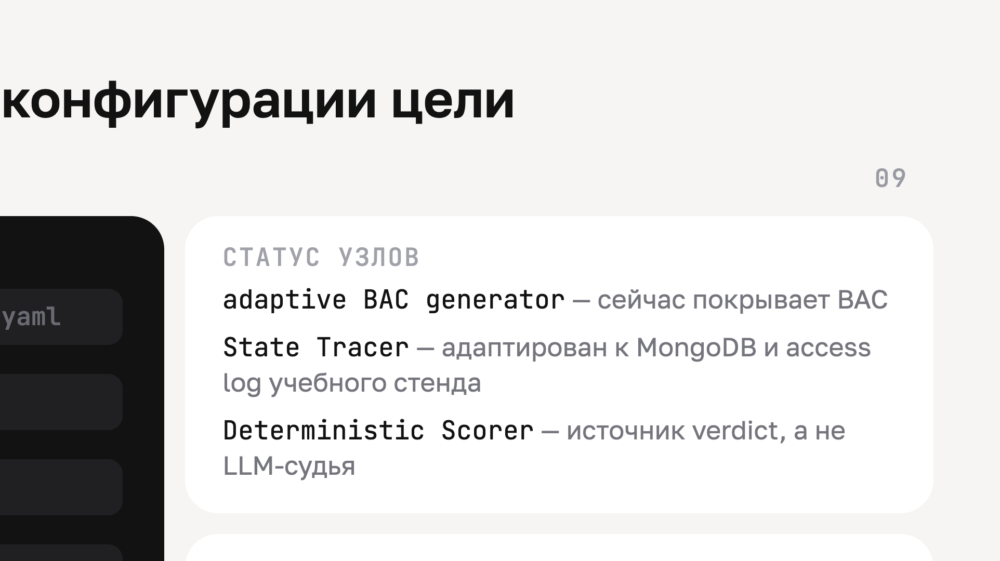 конфигурации цели
09
СТАТУС УЗЛОВ
adaptive BAC generator — сейчас покрывает BAC
State Tracer — адаптирован к MongoDB и access
log учебного стенда
Deterministic Scorer — источник verdict, а не
LLM-судья
yaml